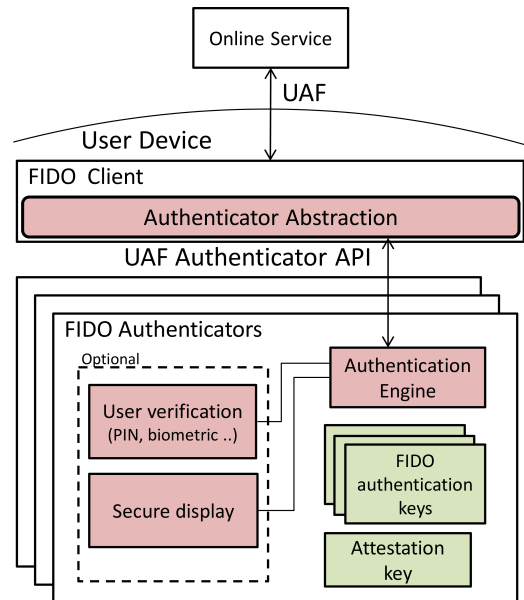 Online Service
UAF
User Device
FIDO Client
Authenticator Abstraction
UAF Authenticator API
FIDO Authenticators
Optional
User verification
(PIN, biometric ..)
Secure display
Authentication
Engine
FIDO
authentication
keys
Attestation
key